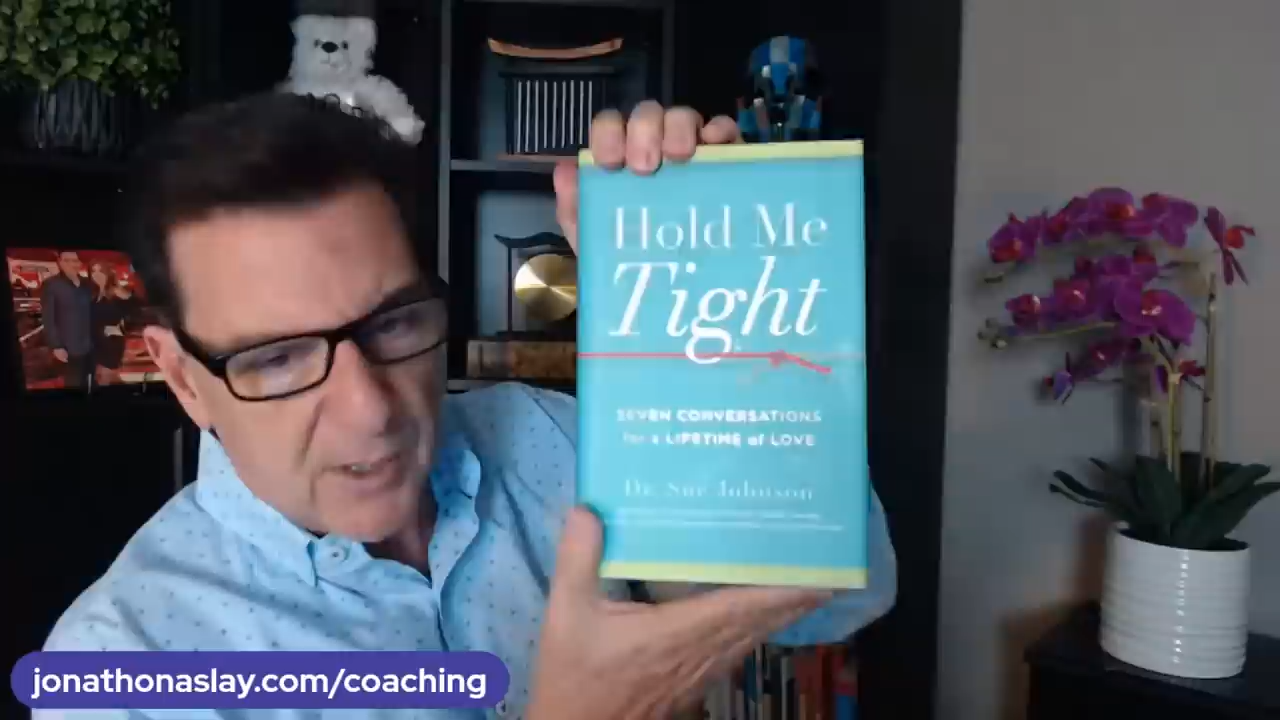 Hold Me
Tight
SEVEN CONVERSATIONS
for a LIFETIME of LOVE
Dr. Sue Johnson
jonathonaslay.com/coaching